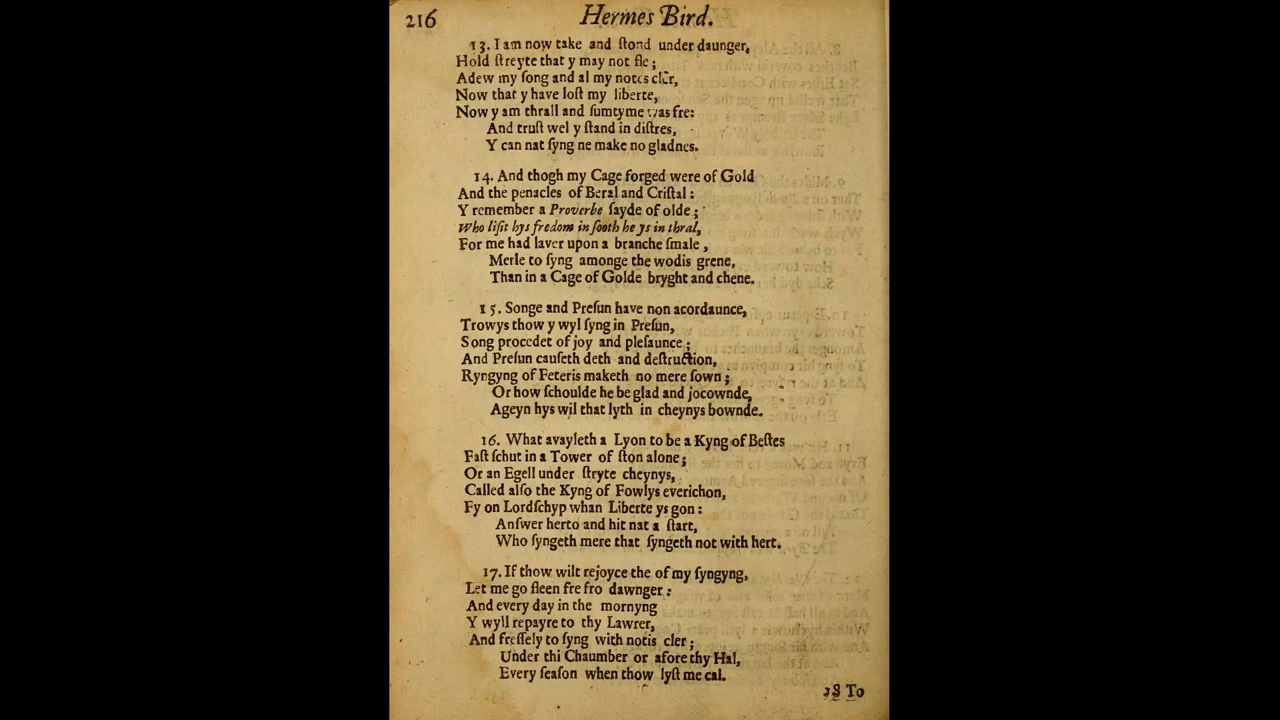 216 Hermes Bird.
13. I am now take and ſtond under daunger,
Hold ſtreyte that y may not fle;
Adew my ſong and al my notes cler,
Now that y have loſt my liberte,
Now y am thrall and ſumtyme was fre:
And truſt wel y ſtand in diſtres,
Y can nat ſyng ne make no gladnes.
14. And thogh my Cage forged were of Gold
And the penacles of Beral and Criſtal:
Y remember a Proverbe ſayde of olde;
Who liſit hys fredom in ſooth he ys in thral,
For me had laver upon a branche ſmale,
Merle to ſyng amonge the wodis grene,
Than in a Cage of Golde bryght and chene.
15. Songe and Preſun have non acordaunce,
Trowys thow y wyl ſyng in Preſun,
Song procedet of joy and pleſaunce;
And Preſun cauſeth deth and deſtruction,
Ryngyng of Feteris maketh no mere ſown;
Or how ſchoulde he be glad and jocownde,
Ageyn hys wil that lyth in cheynys bownde.
16. What avayleth a Lyon to be a Kyng of Beſtes
Faſt ſchut in a Tower of ſton alone;
Or an Egell under ſtryte cheynys,
Called alſo the Kyng of Fowlys everichon,
Fy on Lordſchyp whan Liberte ys gon:
Anſwer herto and hit nat a ſtart,
Who ſyngeth mere that ſyngeth not with hert.
17. If thow wilt rejoyce the of my ſyngyng,
Let me go fleen fre fro dawnger:
And every day in the mornyng
Y wyll repayre to thy Lawrer,
And freſſely to ſyng with notis cler;
Under thi Chaumber or afore thy Hal,
Every ſeaſon when thow lyſt me cal.
18 To